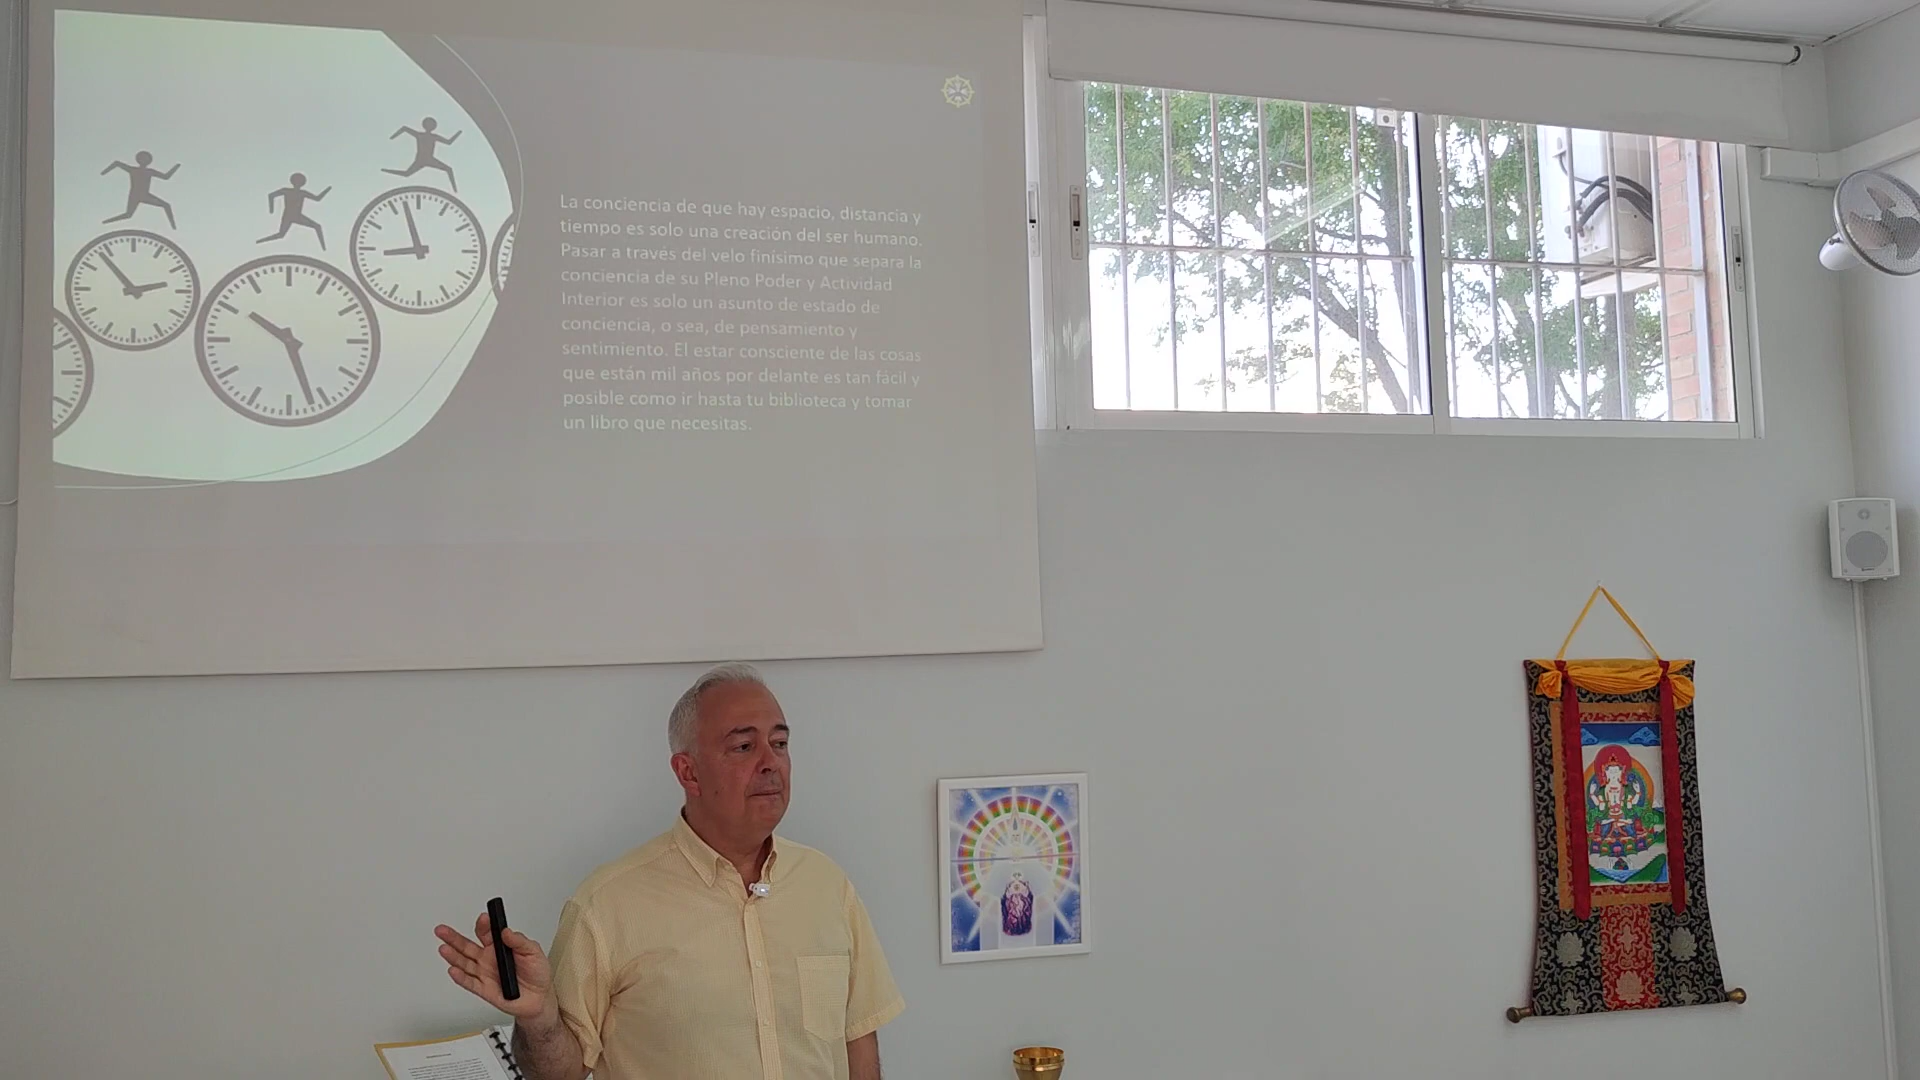 La conciencia de que hay espacio, distancia y
tiempo es solo una creación del ser humano.
Pasar a través del velo finísimo que separa la
conciencia de su Pleno Poder y Actividad
Interior es solo un asunto de estado de
conciencia, o sea, de pensamiento y
sentimiento. El estar consciente de las cosas
que están mil años por delante es tan fácil y
posible como ir hasta tu biblioteca y tomar
un libro que necesitas.